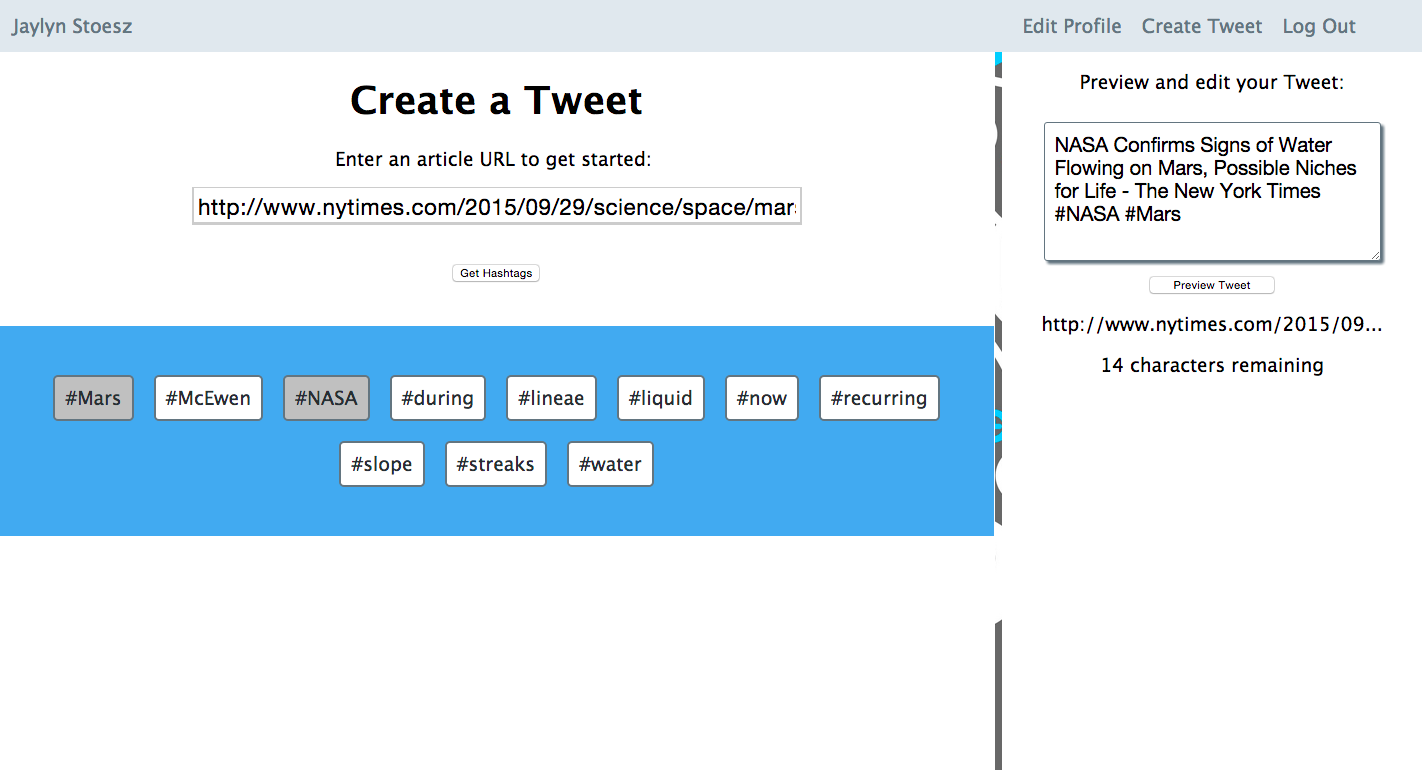 Jaylyn Stoesz
Edit Profile Create Tweet Log Out
Create a Tweet
Enter an article URL to get started:
http://www.nytimes.com/2015/09/29/science/space/mar
Get Hashtags
#Mars #McEwen #NASA #during #lineae #liquid #now #recurring
#slope #streaks #water
Preview and edit your Tweet:
NASA Confirms Signs of Water
Flowing on Mars, Possible Niches
for Life - The New York Times
#NASA #Mars
Preview Tweet
http://www.nytimes.com/2015/09...
14 characters remaining